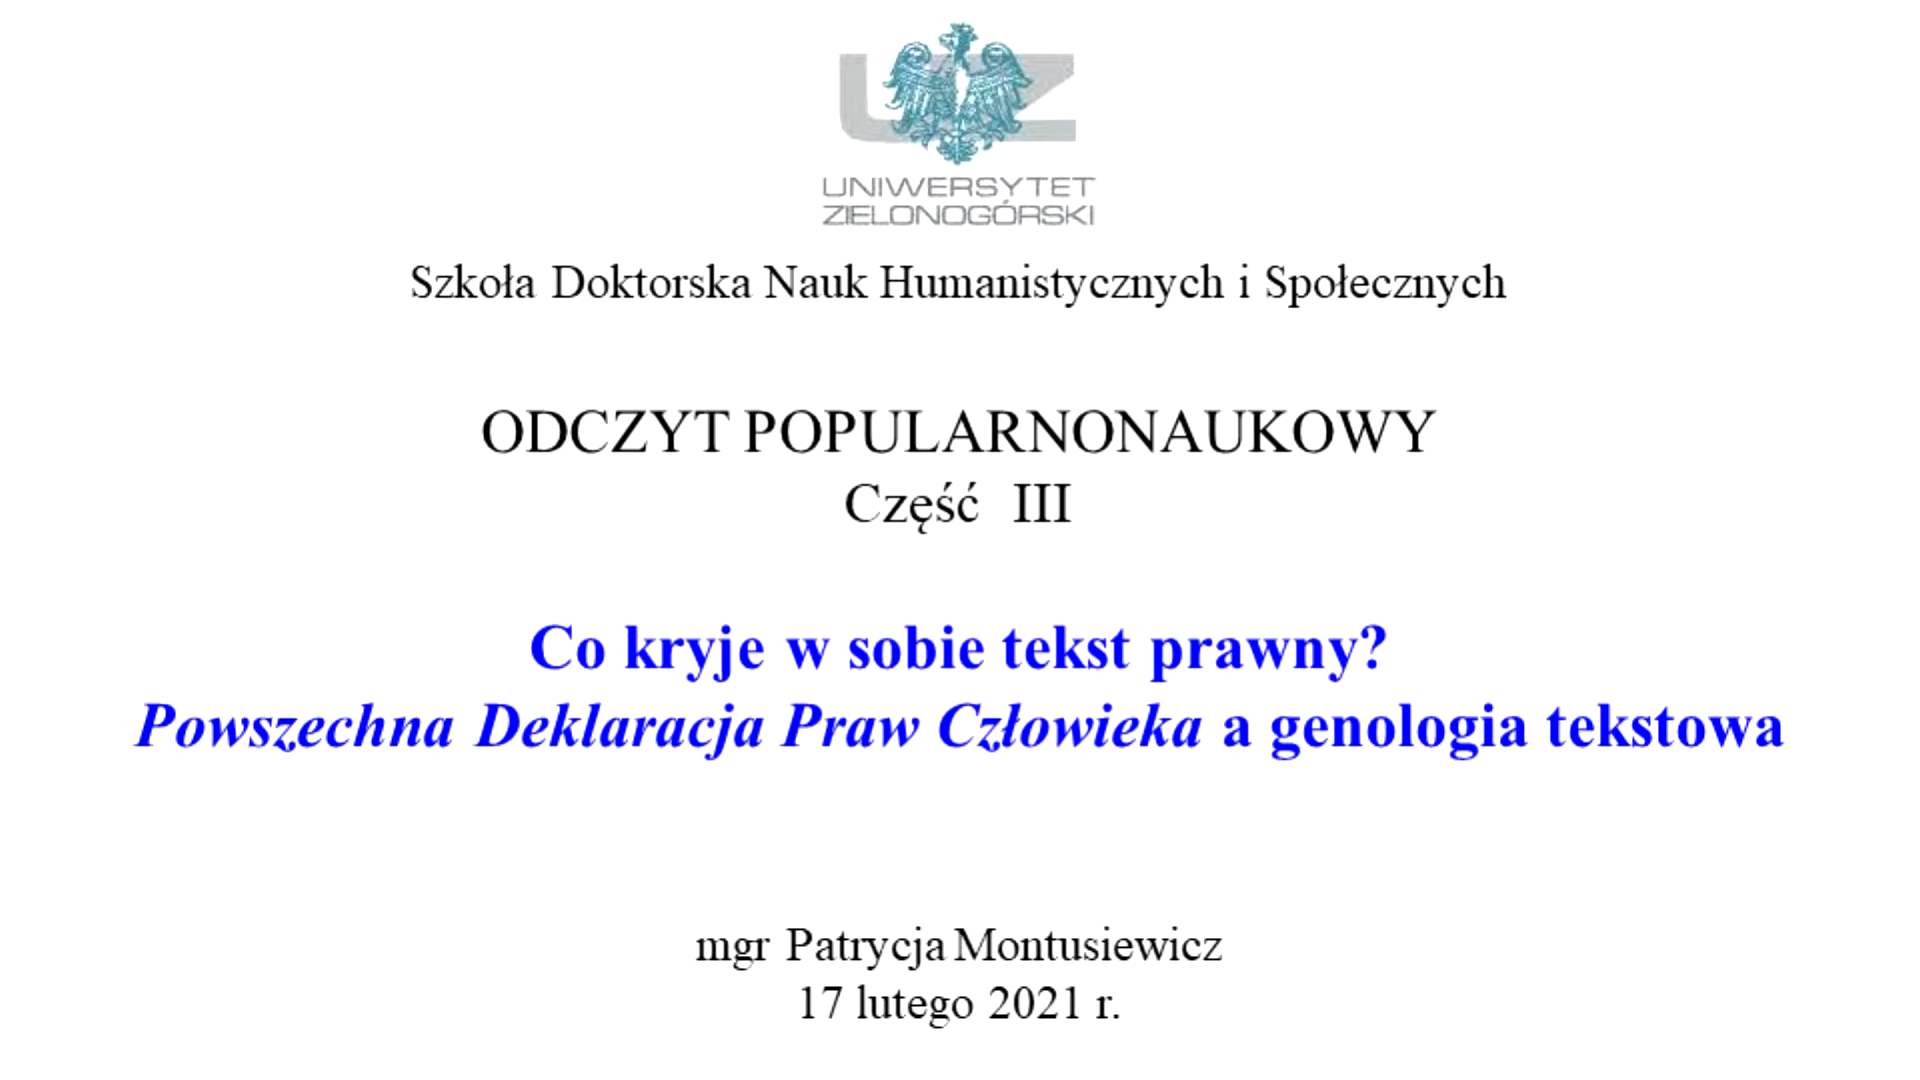 UZ
UNIWERSYTET
ZIELONOGÓRSKI
Szkoła Doktorska Nauk Humanistycznych i Społecznych
ODCZYT POPULARNONAUKOWY
Część III
Co kryje w sobie tekst prawny?
Powszechna Deklaracja Praw Człowieka a genologia tekstowa
mgr Patrycja Montusiewicz
17 lutego 2021 r.